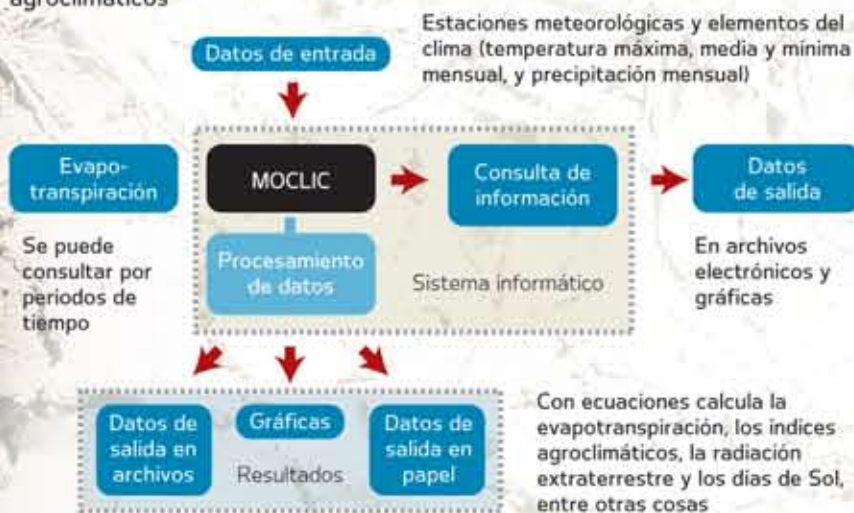 agroclimáticos
Datos de entrada
Estaciones meteorológicas y elementos del
clima (temperatura máxima, media y mínima
mensual, y precipitación mensual)
Evapo-
transpiración
Se puede
consultar por
periodos de
tiempo
MOCLIC
Procesamiento
de datos
Consulta de
información
Sistema informático
Datos
de salida
En archivos
electrónicos y
gráficas
Datos de
salida en
archivos
Gráficas
Resultados
Datos de
salida en
papel
Con ecuaciones calcula la
evapotranspiración, los índices
agroclimáticos, la radiación
extraterrestre y los días de Sol,
entre otras cosas